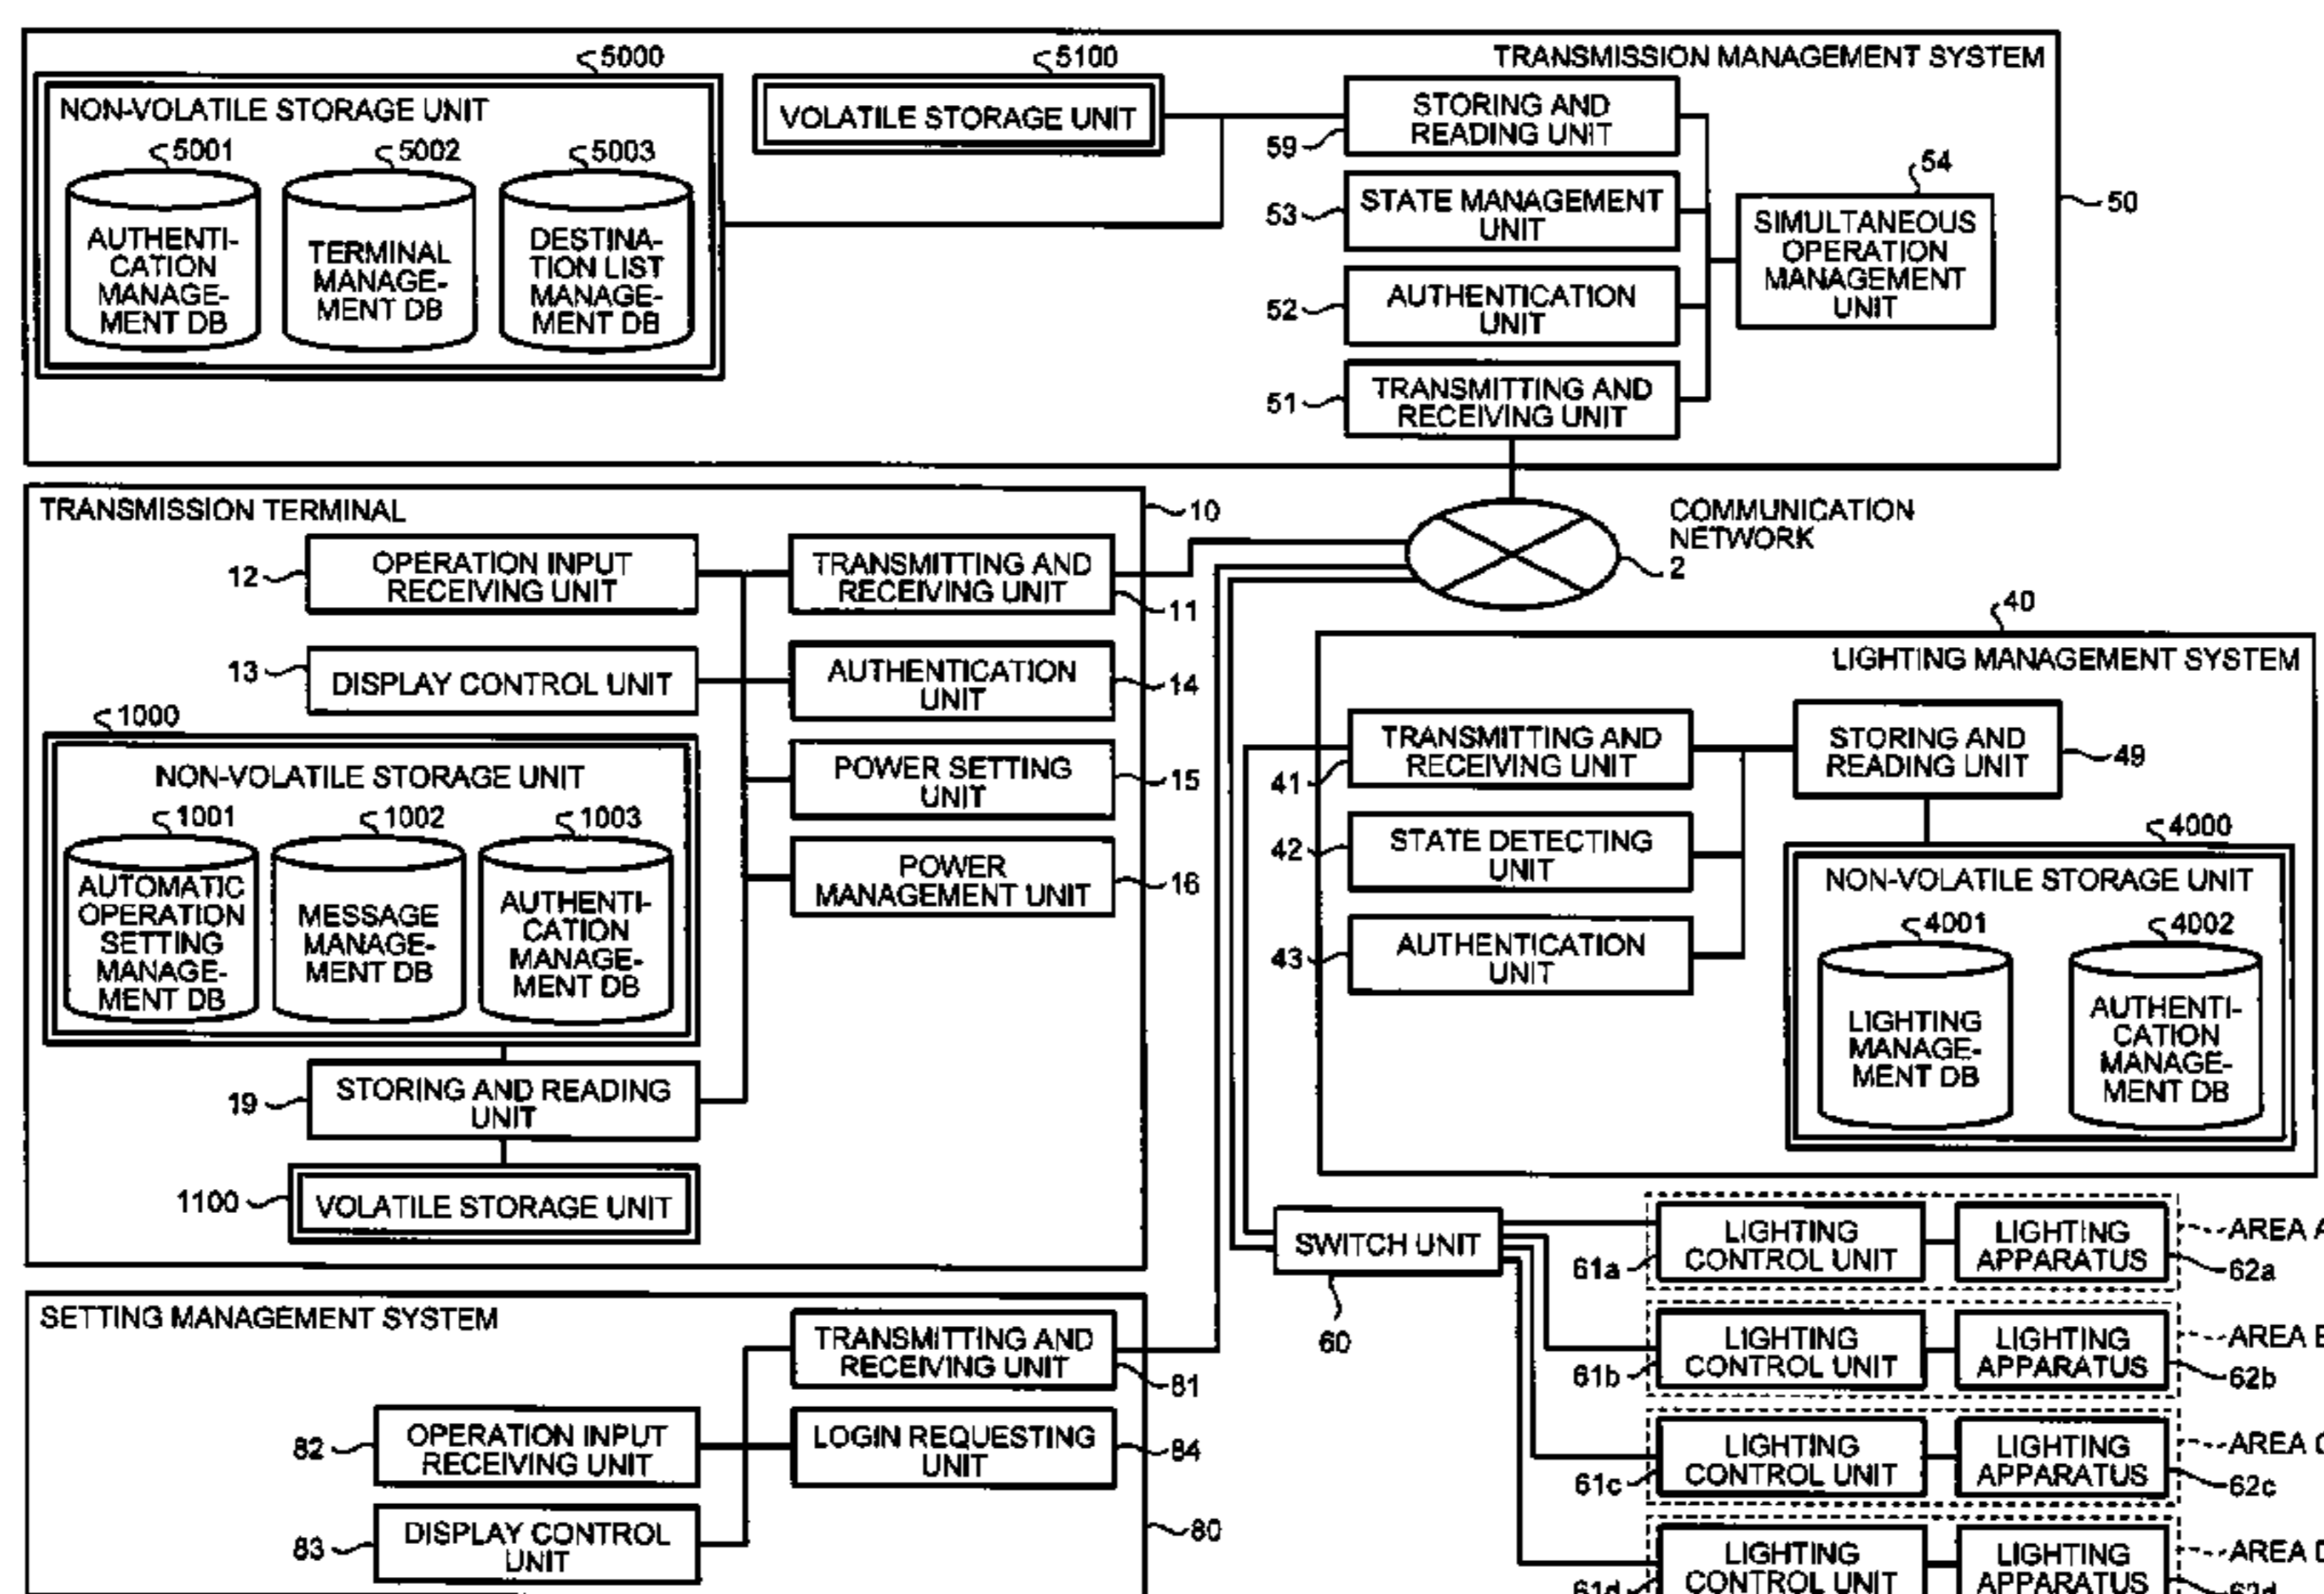 TRANSMISSION MANAGEMENT SYSTEM
50
5000
NON-VOLATILE STORAGE UNIT
5001
AUTHENTI-
CATION
MANAGE-
MENT DB
5002
TERMINAL
MANAGE-
MENT DB
5003
DESTINA-
TION LIST
MANAGE-
MENT DB
5100
VOLATILE STORAGE UNIT
STORING AND
READING UNIT
59
STATE MANAGEMENT
UNIT
53
AUTHENTICATION
UNIT
52
TRANSMITTING AND
RECEIVING UNIT
51
54
SIMULTANEOUS
OPERATION
MANAGEMENT
UNIT
COMMUNICATION
NETWORK
2
TRANSMISSION TERMINAL
10
12
OPERATION INPUT
RECEIVING UNIT
TRANSMITTING AND
RECEIVING UNIT
11
13
DISPLAY CONTROL UNIT
AUTHENTICATION
UNIT
14
POWER SETTING
UNIT
15
POWER
MANAGEMENT UNIT
16
1000
NON-VOLATILE STORAGE UNIT
1001
AUTOMATIC
OPERATION
SETTING
MANAGE-
MENT DB
1002
MESSAGE
MANAGE-
MENT DB
1003
AUTHENTI-
CATION
MANAGE-
MENT DB
19
STORING AND READING
UNIT
1100
VOLATILE STORAGE UNIT
40
LIGHTING MANAGEMENT SYSTEM
TRANSMITTING AND
RECEIVING UNIT
41
STATE DETECTING
UNIT
42
AUTHENTICATION
UNIT
43
STORING AND
READING UNIT
49
4000
NON-VOLATILE STORAGE UNIT
4001
LIGHTING
MANAGE-
MENT DB
4002
AUTHENTI-
CATION
MANAGE-
MENT DB
SETTING MANAGEMENT SYSTEM
80
TRANSMITTING AND
RECEIVING UNIT
81
82
OPERATION INPUT
RECEIVING UNIT
LOGIN REQUESTING
UNIT
84
83
DISPLAY CONTROL
UNIT
SWITCH UNIT
60
61a
LIGHTING
CONTROL UNIT
LIGHTING
APPARATUS
62a
AREA A
61b
LIGHTING
CONTROL UNIT
LIGHTING
APPARATUS
62b
AREA B
61c
LIGHTING
CONTROL UNIT
LIGHTING
APPARATUS
62c
AREA C
61d
LIGHTING
CONTROL UNIT
LIGHTING
APPARATUS
62d
AREA D